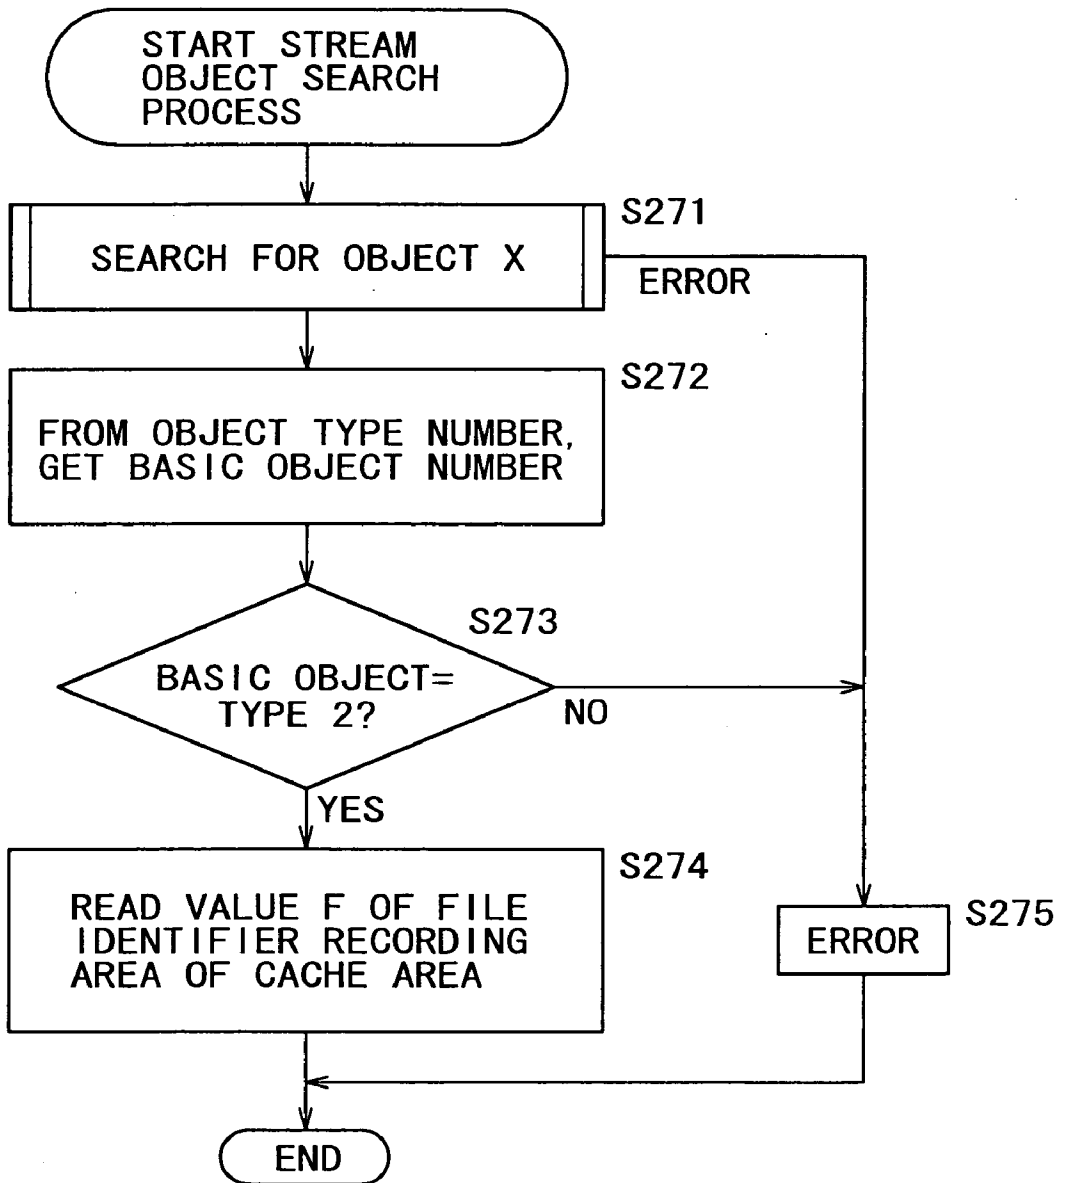 START STREAM
OBJECT SEARCH
PROCESS
S271
SEARCH FOR OBJECT X
ERROR
S272
FROM OBJECT TYPE NUMBER,
GET BASIC OBJECT NUMBER
S273
BASIC OBJECT=
TYPE 2?
NO
YES
S274
READ VALUE F OF FILE
IDENTIFIER RECORDING
AREA OF CACHE AREA
S275
ERROR
END